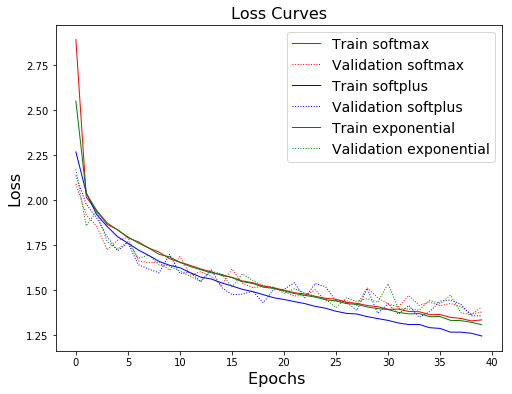 Loss Curves
Train softmax
Validation softmax
Train softplus
Validation softplus
Train exponential
Validation exponential
Loss
2.75
2.50
2.25
2.00
1.75
1.50
1.25
0 5 10 15 20 25 30 35 40
Epochs